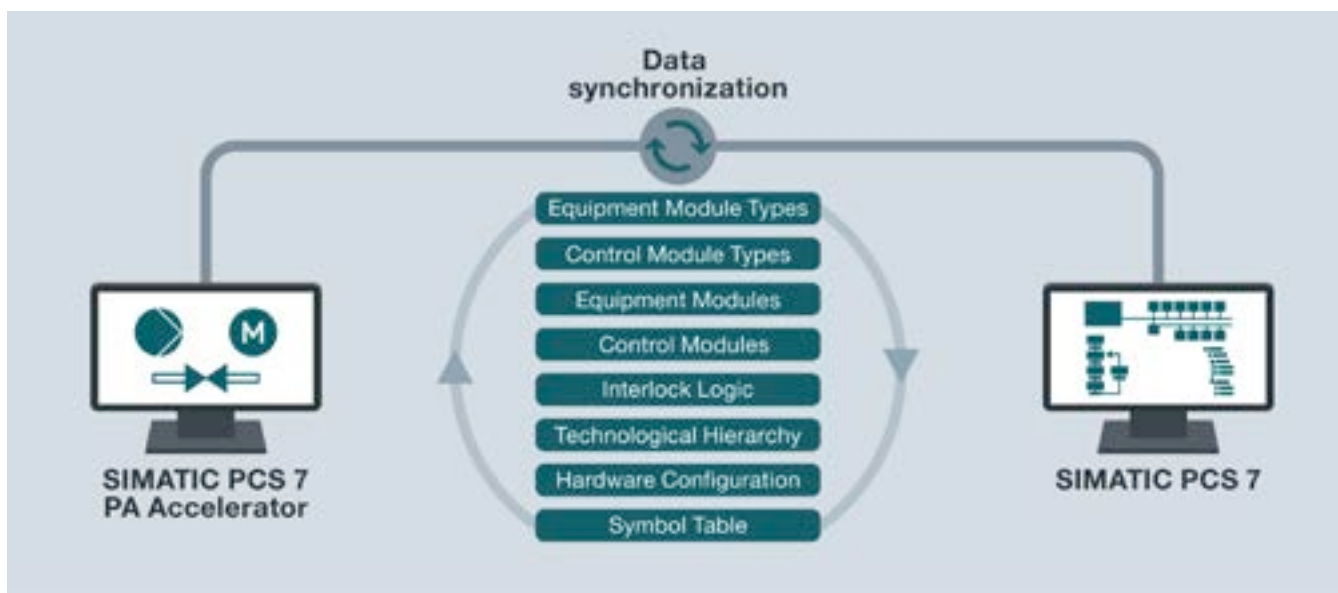 Data
synchronization
Equipment Module Types
Control Module Types
Equipment Modules
Control Modules
Interlock Logic
Technological Hierarchy
Hardware Configuration
Symbol Table
M
SIMATIC PCS 7
PA Accelerator
SIMATIC PCS 7